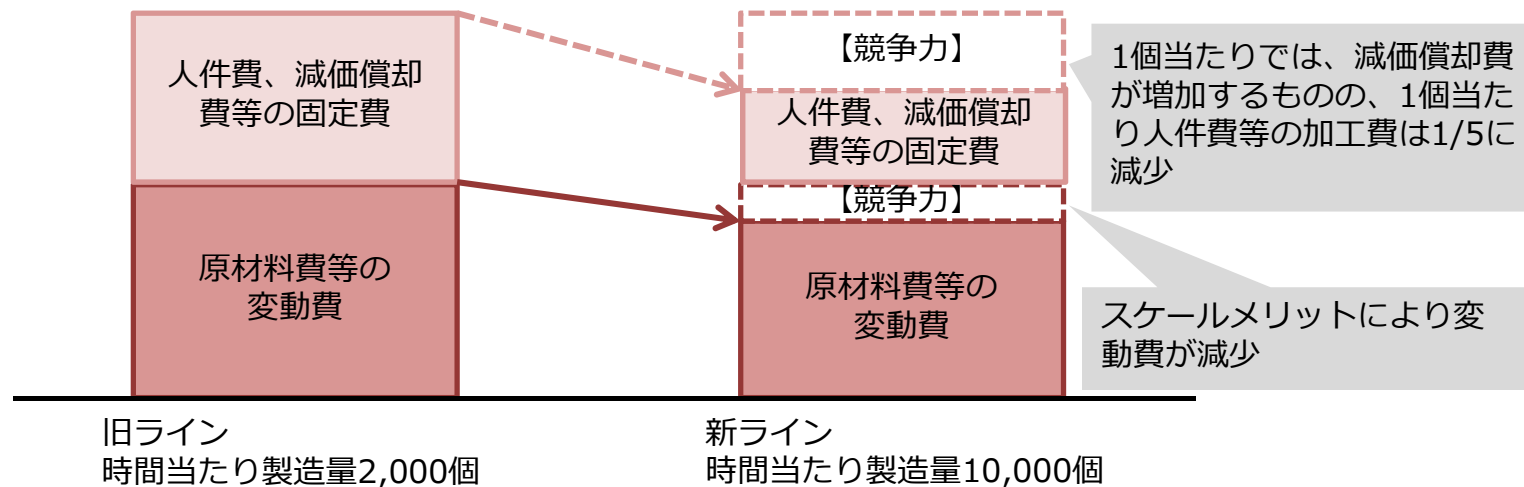 人件費、減価償却
費等の固定費
原材料費等の
変動費
旧ライン
時間当たり製造量2,000個
【競争力】
人件費、減価償却
費等の固定費
【競争力】
原材料費等の
変動費
新ライン
時間当たり製造量10,000個
1個当たりでは、減価償却費
が増加するものの、1個当た
り人件費等の加工費は1/5に
減少
スケールメリットにより変
動費が減少